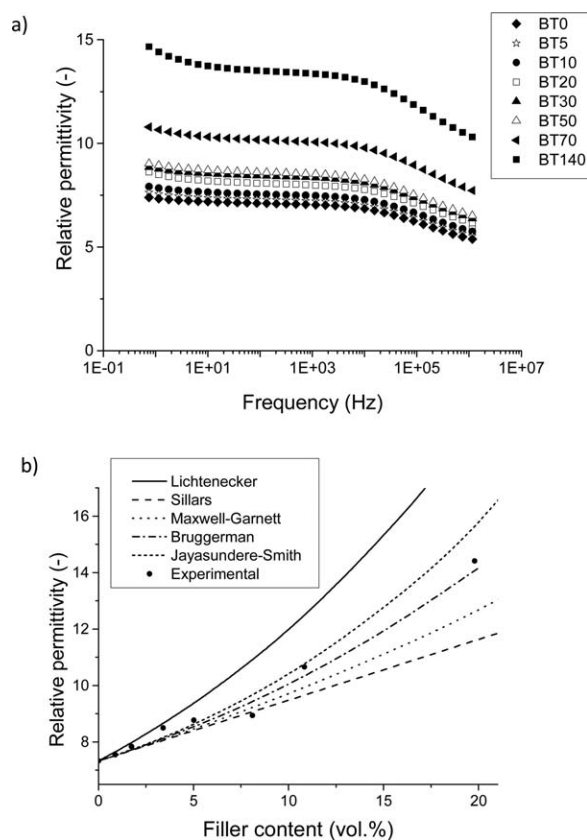 a)
BT0
BT5
BT10
BT20
BT30
BT50
BT70
BT140
Relative permittivity (-)
15
10
5
0
1E-01 1E+01 1E+03 1E+05 1E+07
Frequency (Hz)
b)
Lichtenecker
Sillars
Maxwell-Garnett
Bruggerman
Jayasundere-Smith
Experimental
Relative permittivity (-)
16
14
12
10
8
0 5 10 15 20
Filler content (vol.%)